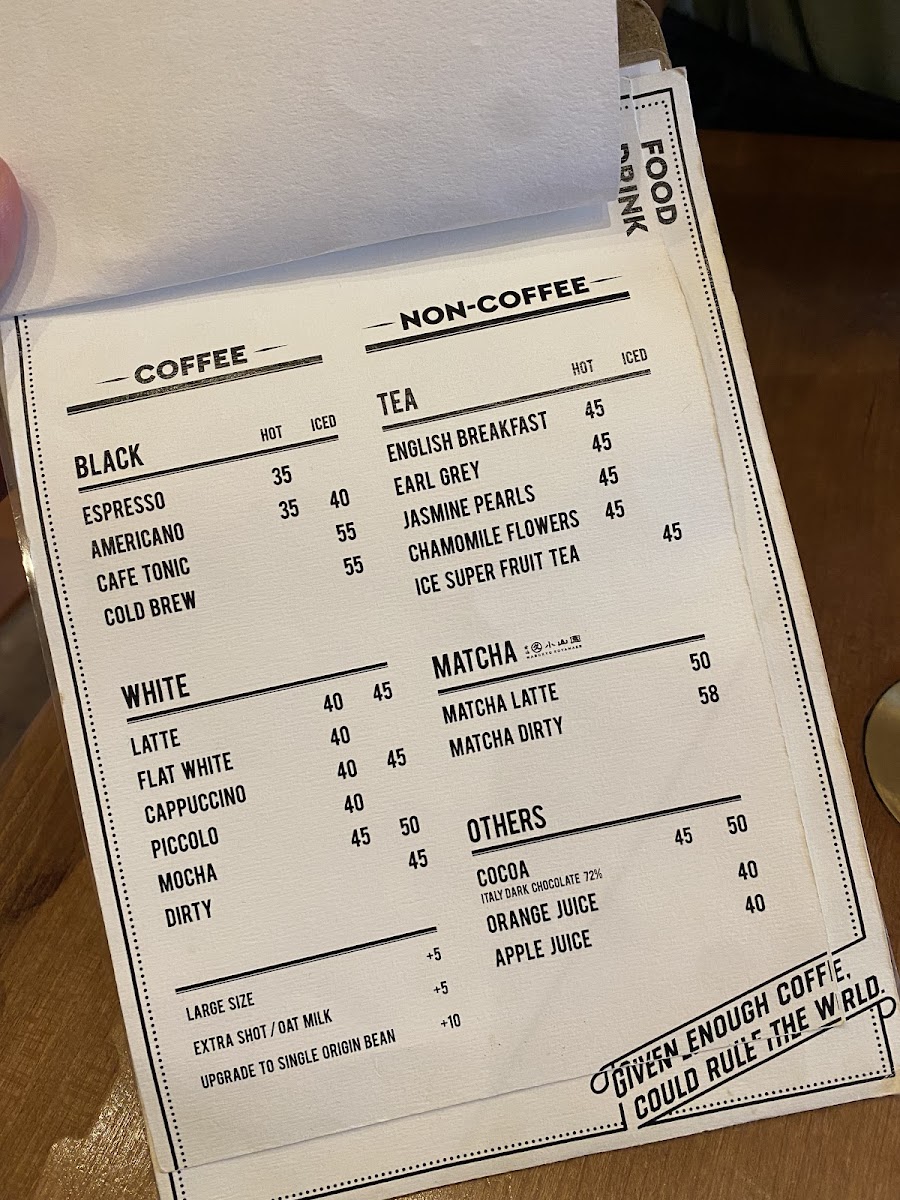 FOOD
DRINK
COFFEE
BLACK HOT ICED
ESPRESSO 35
AMERICANO 35 40
CAFE TONIC 55
COLD BREW 55
WHITE
LATTE 40 45
FLAT WHITE 40
CAPPUCCINO 40 45
PICCOLO 40
MOCHA 45 50
DIRTY 45
LARGE SIZE +5
EXTRA SHOT / OAT MILK +5
UPGRADE TO SINGLE ORIGIN BEAN +10
NON-COFFEE
TEA HOT ICED
ENGLISH BREAKFAST 45
EARL GREY 45
JASMINE PEARLS 45
CHAMOMILE FLOWERS 45
ICE SUPER FRUIT TEA 45
MATCHA 小山園
MATCHA LATTE 50
MATCHA DIRTY 58
OTHERS
COCOA 45 50
ITALY DARK CHOCOLATE 72%
ORANGE JUICE 40
APPLE JUICE 40
GIVEN ENOUGH COFFEE,
COULD RULE THE WORLD.